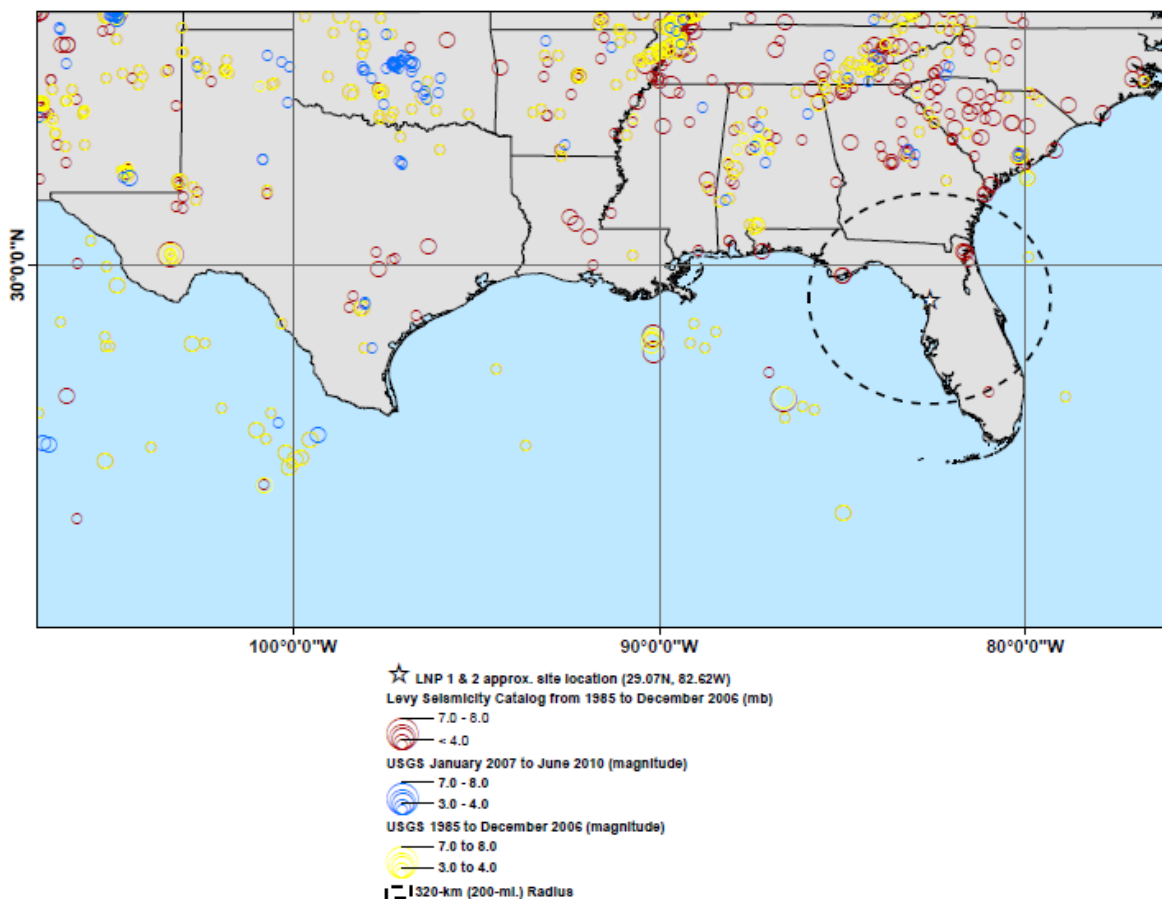 30°0'0"N
100°0'0"W
90°0'0"W
80°0'0"W
LNP 1 & 2 approx. site location (29.07N, 82.62W)
Levy Seismicity Catalog from 1985 to December 2006 (mb)
7.0 - 8.0
< 4.0
USGS January 2007 to June 2010 (magnitude)
7.0 - 8.0
3.0 - 4.0
USGS 1985 to December 2006 (magnitude)
7.0 to 8.0
3.0 to 4.0
320-km (200-mi.) Radius